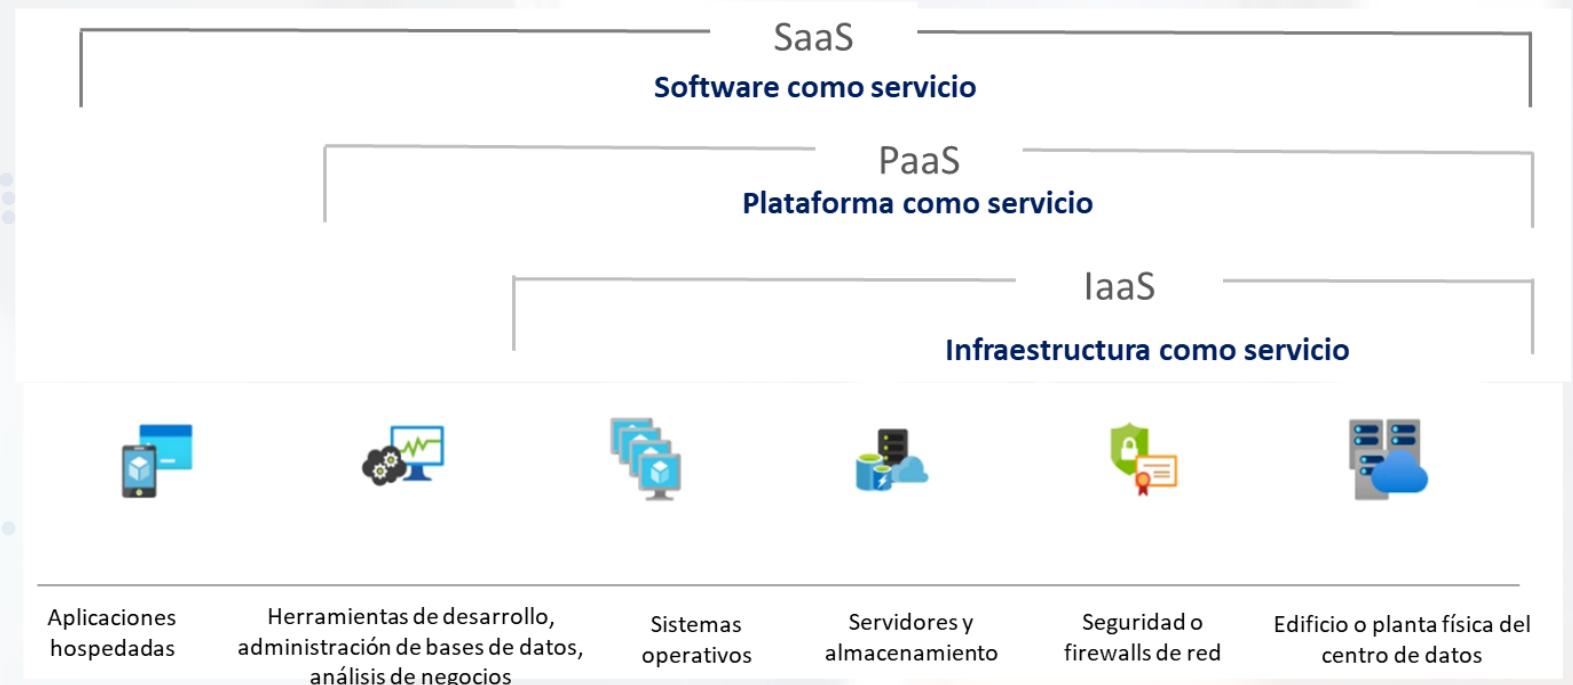 SaaS
Software como servicio
PaaS
Plataforma como servicio
IaaS
Infraestructura como servicio
Aplicaciones
hospedadas
Herramientas de desarrollo,
administración de bases de datos,
análisis de negocios
Sistemas
operativos
Servidores y
almacenamiento
Seguridad o
firewalls de red
Edificio o planta física del
centro de datos